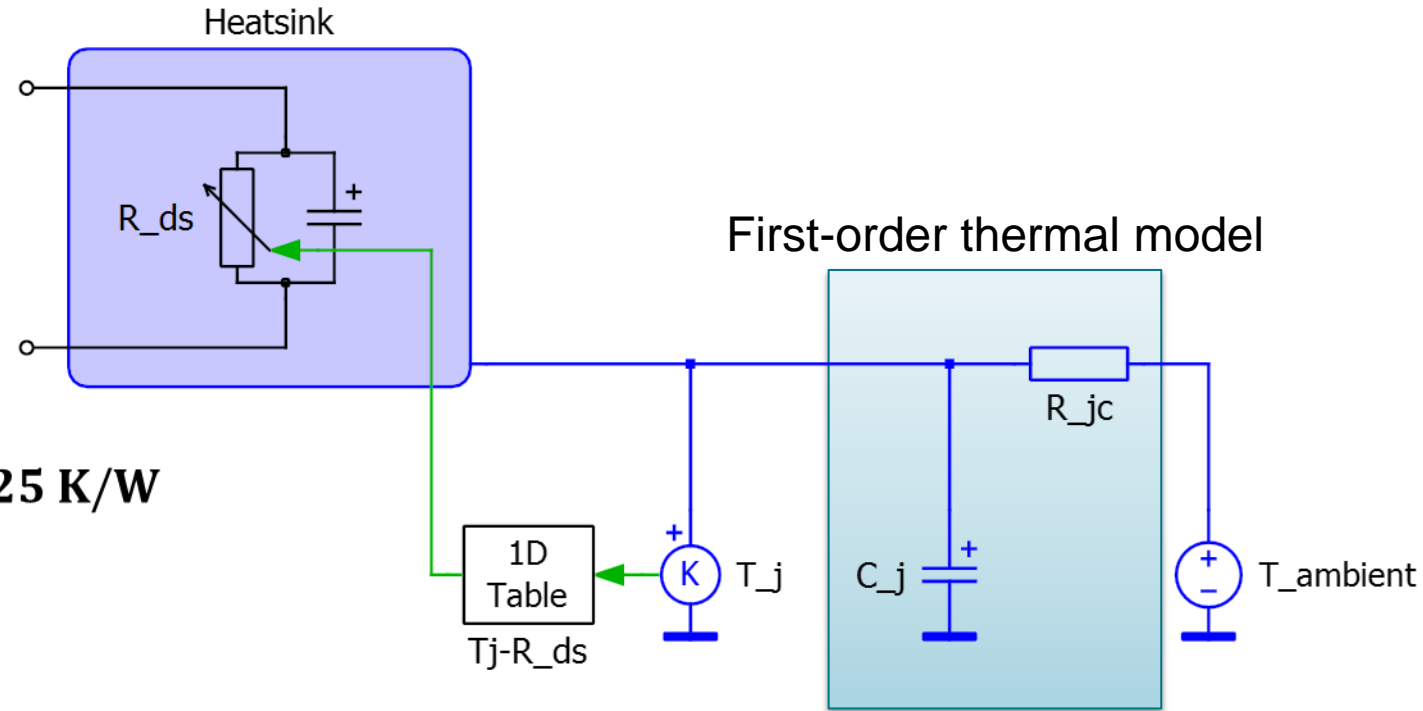 Heatsink
R_ds
+
First-order thermal model
R_jc
25 K/W
1D
Table
Tj-R_ds
+
K
T_j
C_j
+
+
−
T_ambient